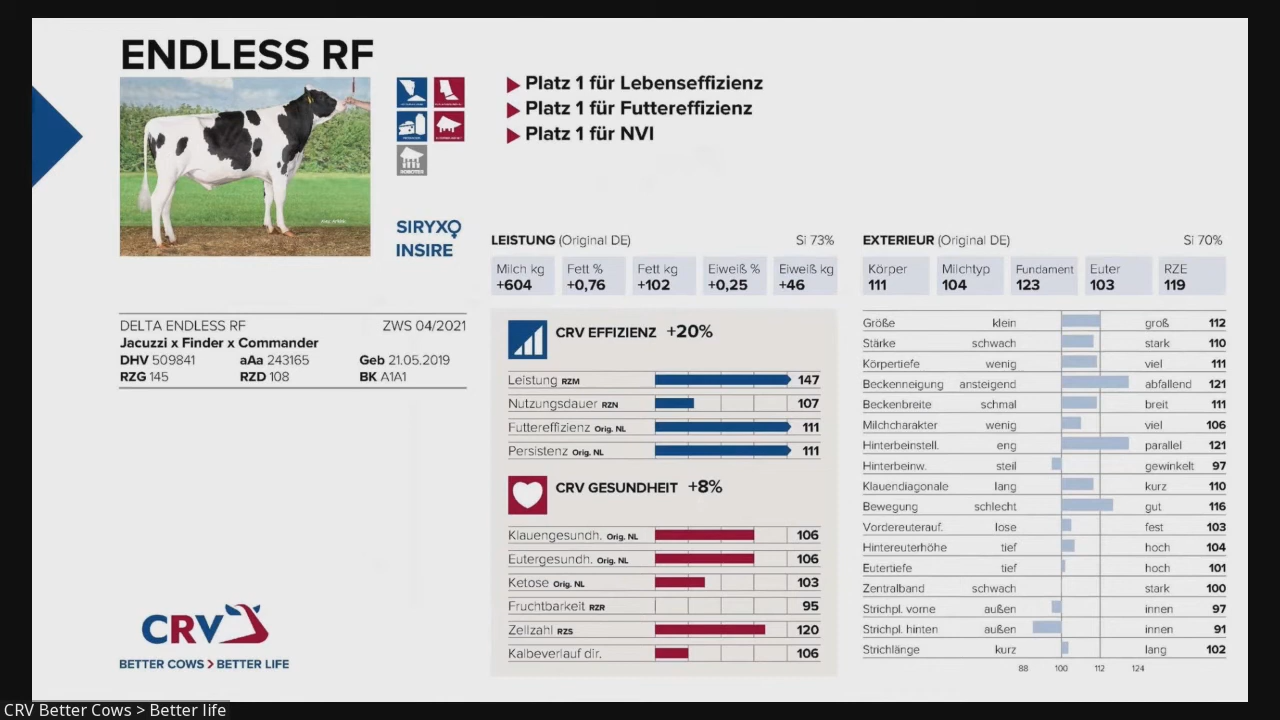 ENDLESS RF
Platz 1 für Lebenseffizienz
Platz 1 für Futtereffizienz
Platz 1 für NVI
SIRYX
INSIRE
DELTA ENDLESS RF ZWS 04/2021
Jacuzzi x Finder x Commander
DHV 509841 aAa 243165 Geb 21.05.2019
RZG 145 RZD 108 BK A1A1
LEISTUNG (Original DE) Si 73%
Milch kg Fett % Fett kg Eiweiß % Eiweiß kg
+604 +0,76 +102 +0,25 +46
CRV EFFIZIENZ +20%
Leistung RZM 147
Nutzungsdauer RZN 107
Futtereffizienz Orig. NL 111
Persistenz Orig. NL 111
CRV GESUNDHEIT +8%
Klauengesundh. Orig. NL 106
Eutergesundh. Orig. NL 106
Ketose Orig. NL 103
Fruchtbarkeit RZR 95
Zellzahl RZS 120
Kalbeverlauf dir. 106
EXTERIEUR (Original DE) Si 70%
Körper Milchtyp Fundament Euter RZE
111 104 123 103 119
Größe klein groß 112
Stärke schwach stark 110
Körpertiefe wenig viel 111
Beckenneigung ansteigend abfallend 121
Beckenbreite schmal breit 111
Milchcharakter wenig viel 106
Hinterbeinstell. eng parallel 121
Hinterbeinw. steil gewinkelt 97
Klauendiagonale lang kurz 110
Bewegung schlecht gut 116
Vordereuterauf. lose fest 103
Hintereuterhöhe tief hoch 104
Eutertiefe tief hoch 101
Zentralband schwach stark 100
Strichpl. vorne außen innen 97
Strichpl. hinten außen innen 91
Strichlänge kurz lang 102
88 100 112 124
CRV
BETTER COWS > BETTER LIFE
CRV Better Cows > Better life